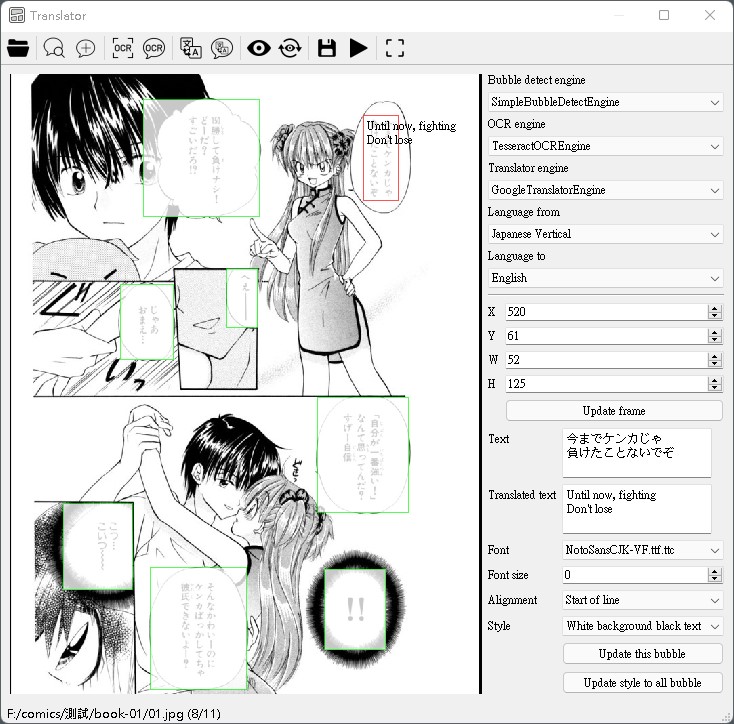 Translator
OCR
OCR
Bubble detect engine
SimpleBubbleDetectEngine
OCR engine
TesseractOCREngine
Translator engine
GoogleTranslatorEngine
Language from
Japanese Vertical
Language to
English
X 520
Y 61
W 52
H 125
Update frame
Text
今までケンカじゃ
負けたことないでぞ
Translated text
Until now, fighting
Don't lose
Font NotoSansCJK-VF.ttf.ttc
Font size 0
Alignment Start of line
Style White background black text
Update this bubble
Update style to all bubble
Until now, fighting
Don't lose
ケンカじゃ
ことないぞ
して負けナシ!
どーだ?
すごいだろ!?
へぇ——
じゃあ
おまえ…
いっ
「自分が一番強い!」
なんて思ってんだ?
すげー自信
こっ…
こいつ〜
!!
そんなかわいーのに
ケンカばっかしてちゃ
彼氏できないよー?
F:/comics/測試/book-01/01.jpg (8/11)